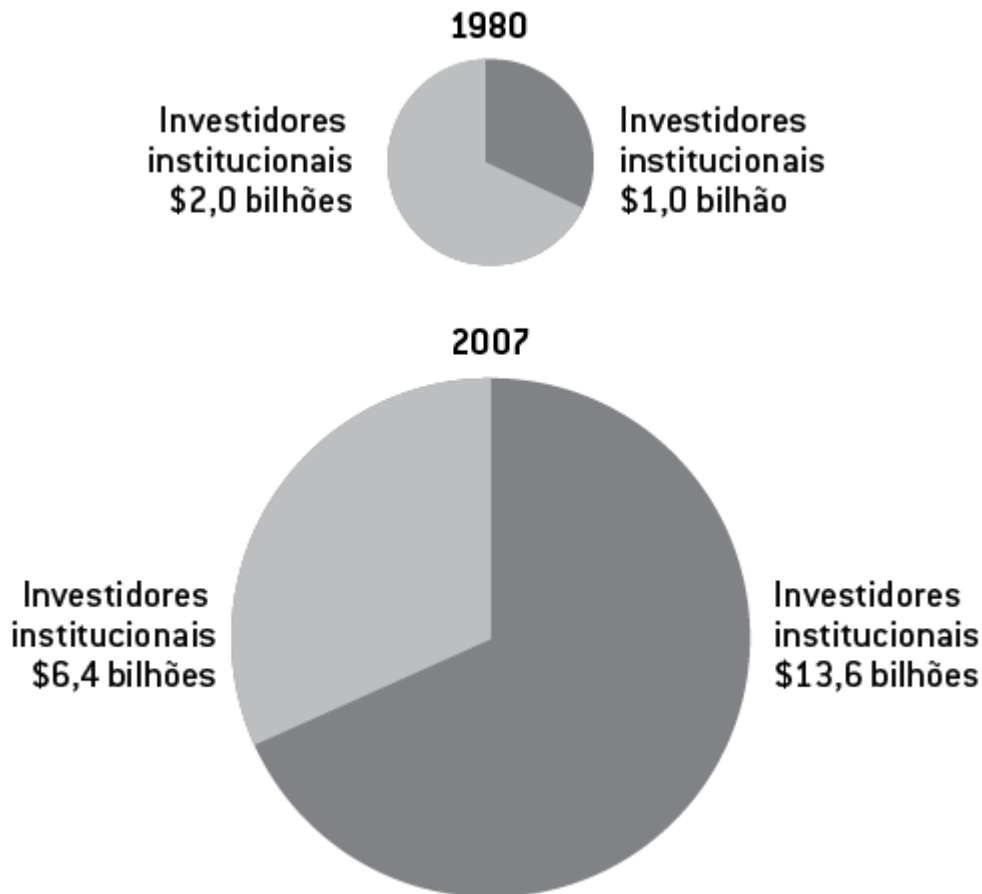 1980
Investidores
institucionais
$2,0 bilhões
Investidores
institucionais
$1,0 bilhão
2007
Investidores
institucionais
$6,4 bilhões
Investidores
institucionais
$13,6 bilhões